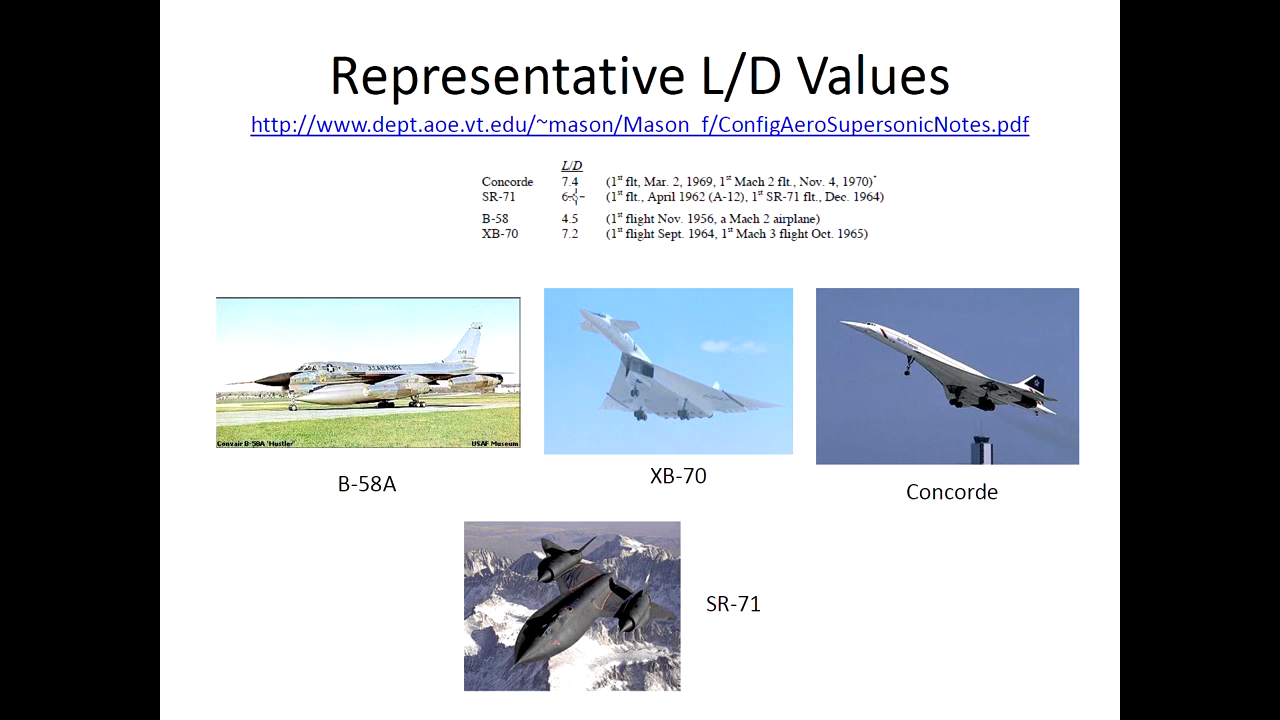 Representative L/D Values
http://www.dept.aoe.vt.edu/~mason/Mason_f/ConfigAeroSupersonicNotes.pdf
L/D
Concorde 7.4 (1st flt, Mar. 2, 1969, 1st Mach 2 flt., Nov. 4, 1970)*
SR-71 (1st flt., April 1962 (A-12), 1st SR-71 flt., Dec. 1964)
B-58 4.5 (1st flight Nov. 1956, a Mach 2 airplane)
XB-70 7.2 (1st flight Sept. 1964, 1st Mach 3 flight Oct. 1965)
U.S. AIR FORCE
Convair B-58A 'Hustler' USAF Museum
B-58A
XB-70
Concorde
SR-71